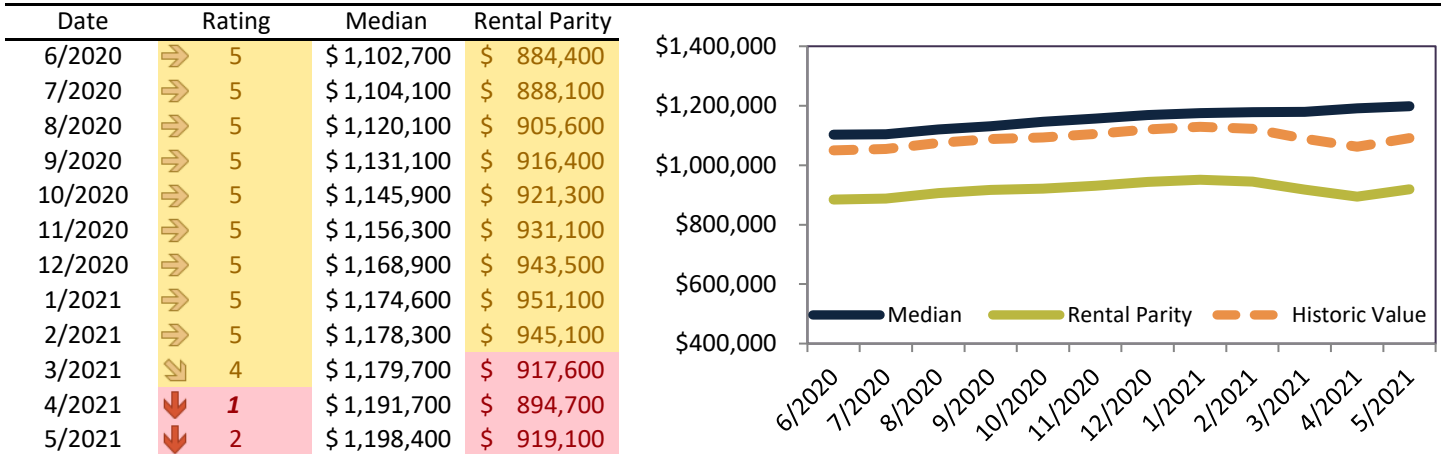 Date Rating Median Rental Parity
6/2020 5 $ 1,102,700 $ 884,400
7/2020 5 $ 1,104,100 $ 888,100
8/2020 5 $ 1,120,100 $ 905,600
9/2020 5 $ 1,131,100 $ 916,400
10/2020 5 $ 1,145,900 $ 921,300
11/2020 5 $ 1,156,300 $ 931,100
12/2020 5 $ 1,168,900 $ 943,500
1/2021 5 $ 1,174,600 $ 951,100
2/2021 5 $ 1,178,300 $ 945,100
3/2021 4 $ 1,179,700 $ 917,600
4/2021 1 $ 1,191,700 $ 894,700
5/2021 2 $ 1,198,400 $ 919,100
$1,400,000
$1,200,000
$1,000,000
$800,000
$600,000
$400,000
Median Rental Parity Historic Value
6/2020 7/2020 8/2020 9/2020 10/2020 11/2020 12/2020 1/2021 2/2021 3/2021 4/2021 5/2021